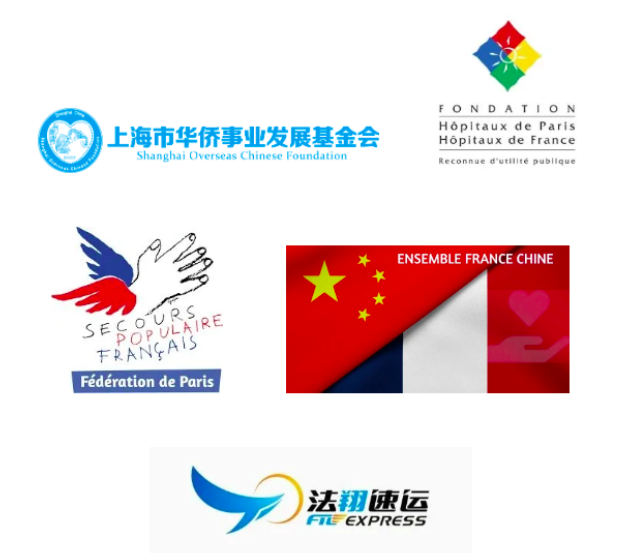 上海市华侨事业发展基金会
Shanghai Overseas Chinese Foundation
FONDATION
Hôpitaux de Paris
Hôpitaux de France
Reconnue d'utilité publique
SECOURS
POPULAIRE
FRANÇAIS
Fédération de Paris
ENSEMBLE FRANCE CHINE
法翔速运
EXPRESS